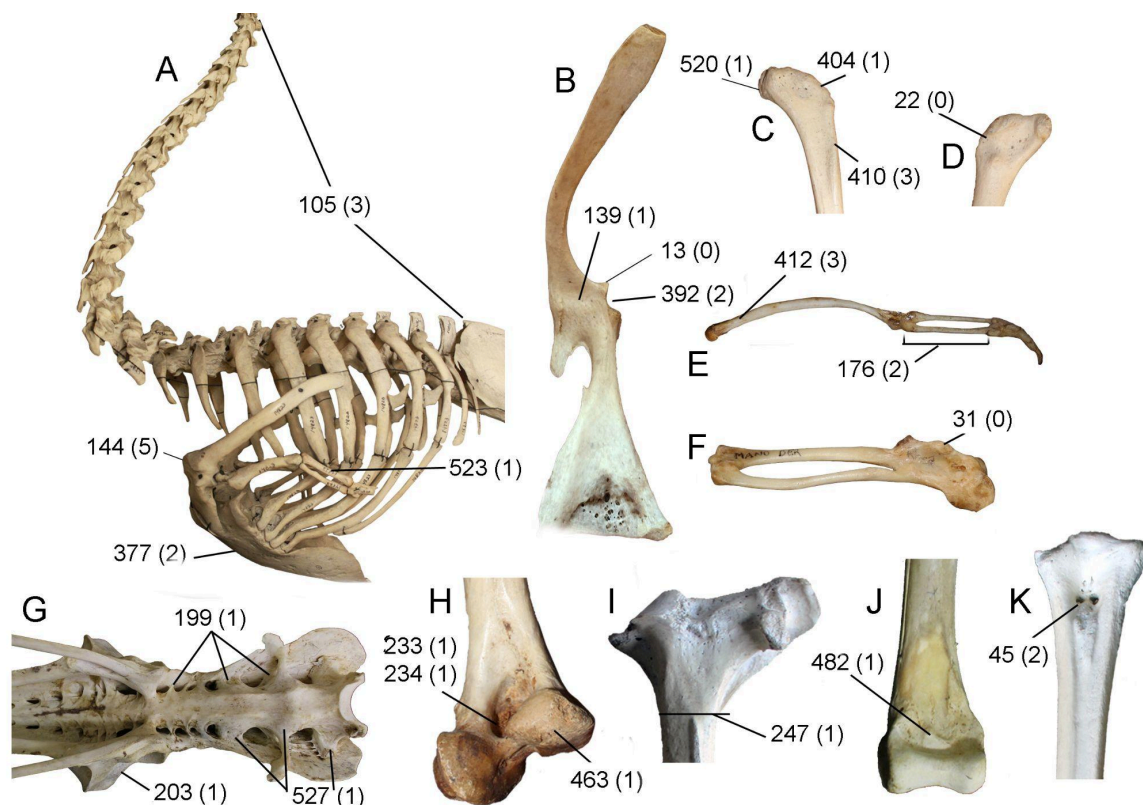 A
105 (3)
144 (5)
523 (1)
377 (2)
B
139 (1)
13 (0)
392 (2)
520 (1)
404 (1)
C
410 (3)
22 (0)
D
412 (3)
E
176 (2)
31 (0)
F
G
199 (1)
203 (1)
527 (1)
H
233 (1)
234 (1)
463 (1)
I
247 (1)
J
482 (1)
K
45 (2)